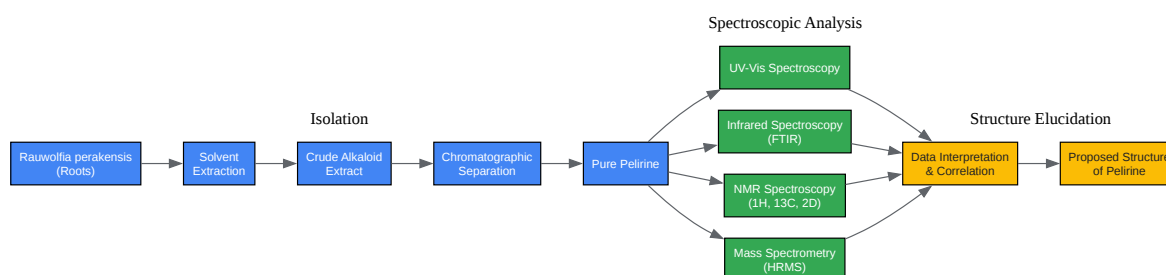 Spectroscopic Analysis
UV-Vis Spectroscopy
Isolation
Infrared Spectroscopy
(FTIR)
Structure Elucidation
Rauwolfia perakensis
(Roots)
Solvent
Extraction
Crude Alkaloid
Extract
Chromatographic
Separation
Pure Pelirine
Data Interpretation
& Correlation
Proposed Structure
of Pelirine
NMR Spectroscopy
(1H, 13C, 2D)
Mass Spectrometry
(HRMS)